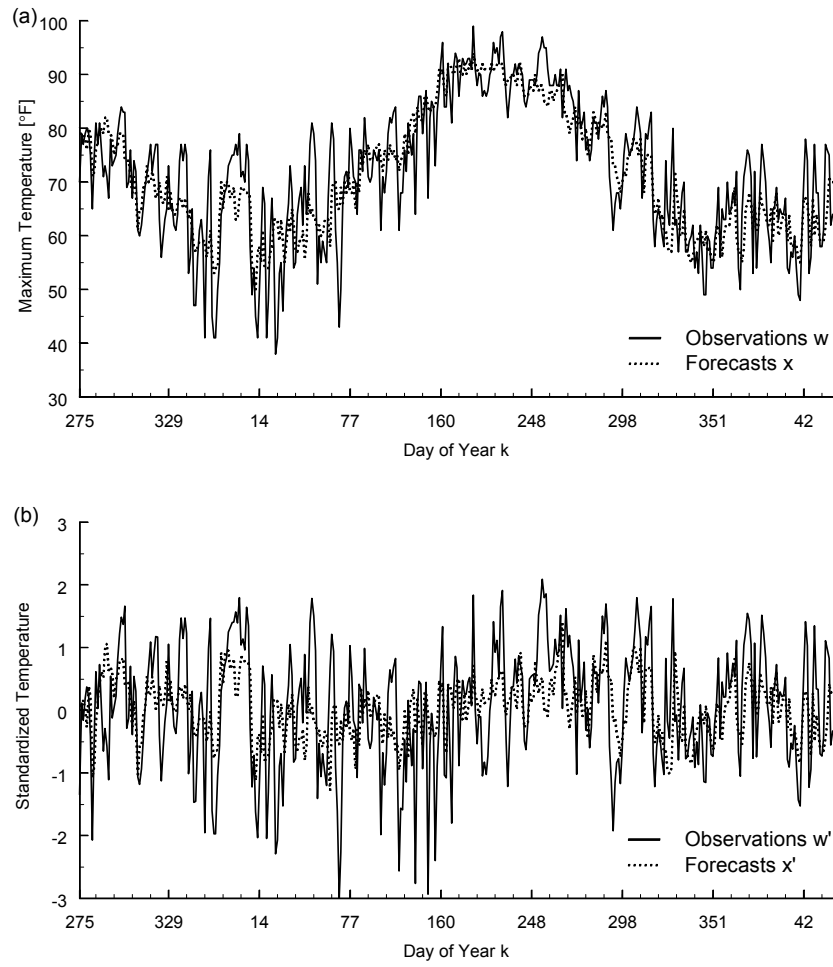 (a)
100
90
80
70
60
50
40
30
Maximum Temperature [°F]
Observations w
Forecasts x
275 329 14 77 160 248 298 351 42
Day of Year k
(b)
3
2
1
0
-1
-2
-3
Standardized Temperature
Observations w'
Forecasts x'
275 329 14 77 160 248 298 351 42
Day of Year k